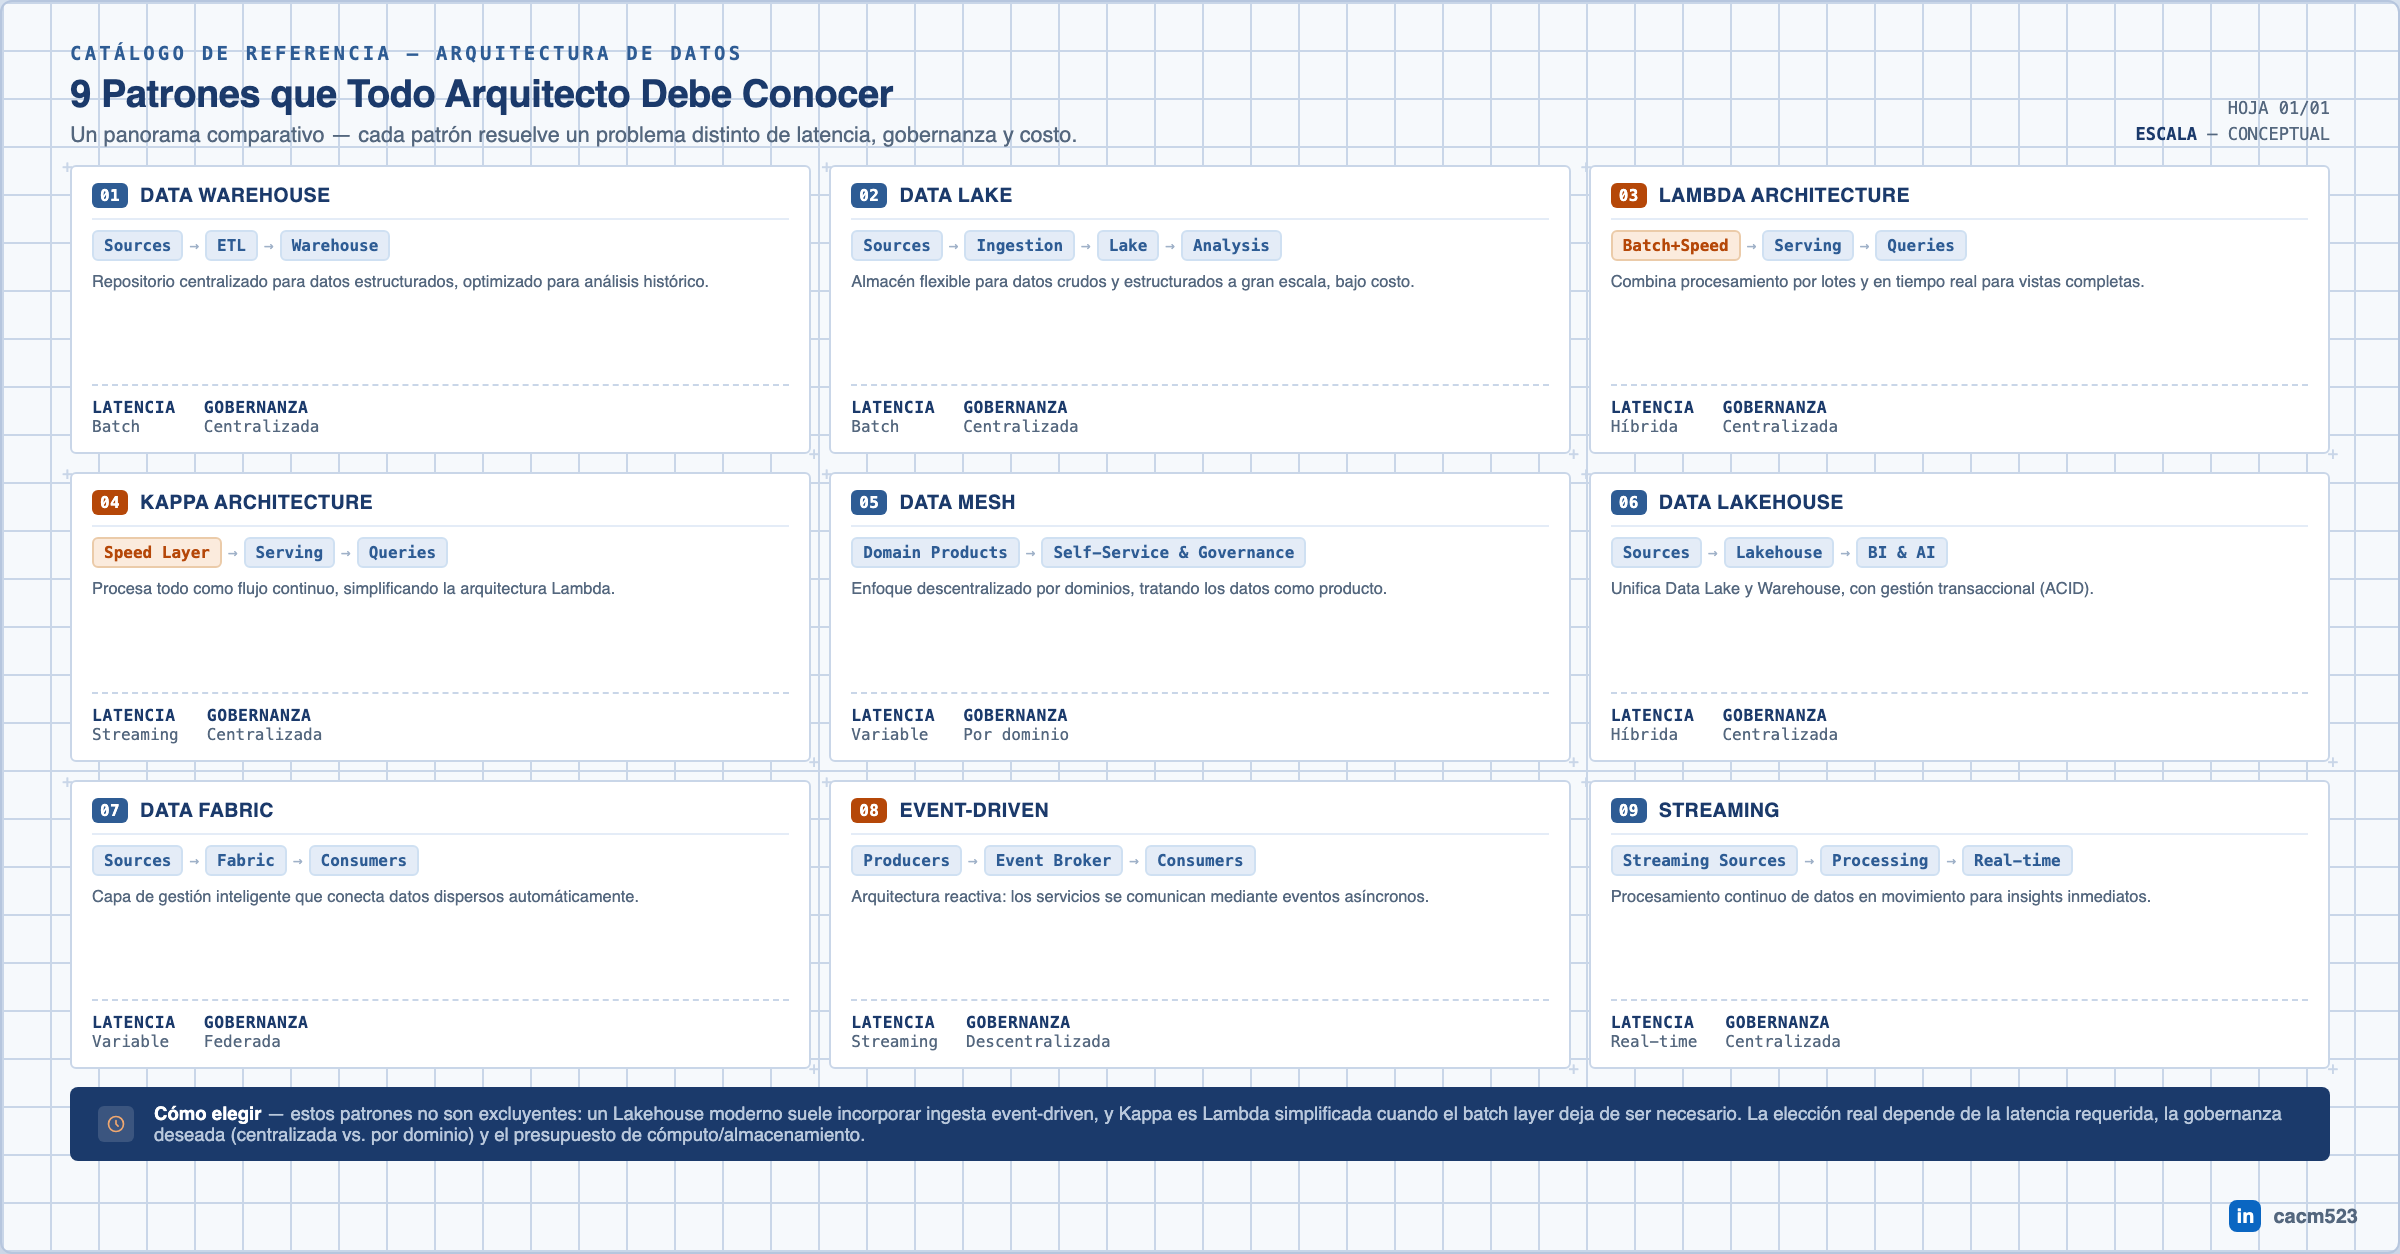 CATÁLOGO DE REFERENCIA — ARQUITECTURA DE DATOS
9 Patrones que Todo Arquitecto Debe Conocer
Un panorama comparativo — cada patrón resuelve un problema distinto de latencia, gobernanza y costo.
HOJA 01/01
ESCALA — CONCEPTUAL
01 DATA WAREHOUSE
Sources → ETL → Warehouse
Repositorio centralizado para datos estructurados, optimizado para análisis histórico.
LATENCIA GOBERNANZA
Batch Centralizada
02 DATA LAKE
Sources → Ingestion → Lake → Analysis
Almacén flexible para datos crudos y estructurados a gran escala, bajo costo.
LATENCIA GOBERNANZA
Batch Centralizada
03 LAMBDA ARCHITECTURE
Batch+Speed → Serving → Queries
Combina procesamiento por lotes y en tiempo real para vistas completas.
LATENCIA GOBERNANZA
Híbrida Centralizada
04 KAPPA ARCHITECTURE
Speed Layer → Serving → Queries
Procesa todo como flujo continuo, simplificando la arquitectura Lambda.
LATENCIA GOBERNANZA
Streaming Centralizada
05 DATA MESH
Domain Products → Self-Service & Governance
Enfoque descentralizado por dominios, tratando los datos como producto.
LATENCIA GOBERNANZA
Variable Por dominio
06 DATA LAKEHOUSE
Sources → Lakehouse → BI & AI
Unifica Data Lake y Warehouse, con gestión transaccional (ACID).
LATENCIA GOBERNANZA
Híbrida Centralizada
07 DATA FABRIC
Sources → Fabric → Consumers
Capa de gestión inteligente que conecta datos dispersos automáticamente.
LATENCIA GOBERNANZA
Variable Federada
08 EVENT-DRIVEN
Producers → Event Broker → Consumers
Arquitectura reactiva: los servicios se comunican mediante eventos asíncronos.
LATENCIA GOBERNANZA
Streaming Descentralizada
09 STREAMING
Streaming Sources → Processing → Real-time
Procesamiento continuo de datos en movimiento para insights inmediatos.
LATENCIA GOBERNANZA
Real-time Centralizada
Cómo elegir — estos patrones no son excluyentes: un Lakehouse moderno suele incorporar ingesta event-driven, y Kappa es Lambda simplificada cuando el batch layer deja de ser necesario. La elección real depende de la latencia requerida, la gobernanza
deseada (centralizada vs. por dominio) y el presupuesto de cómputo/almacenamiento.
in cacm523